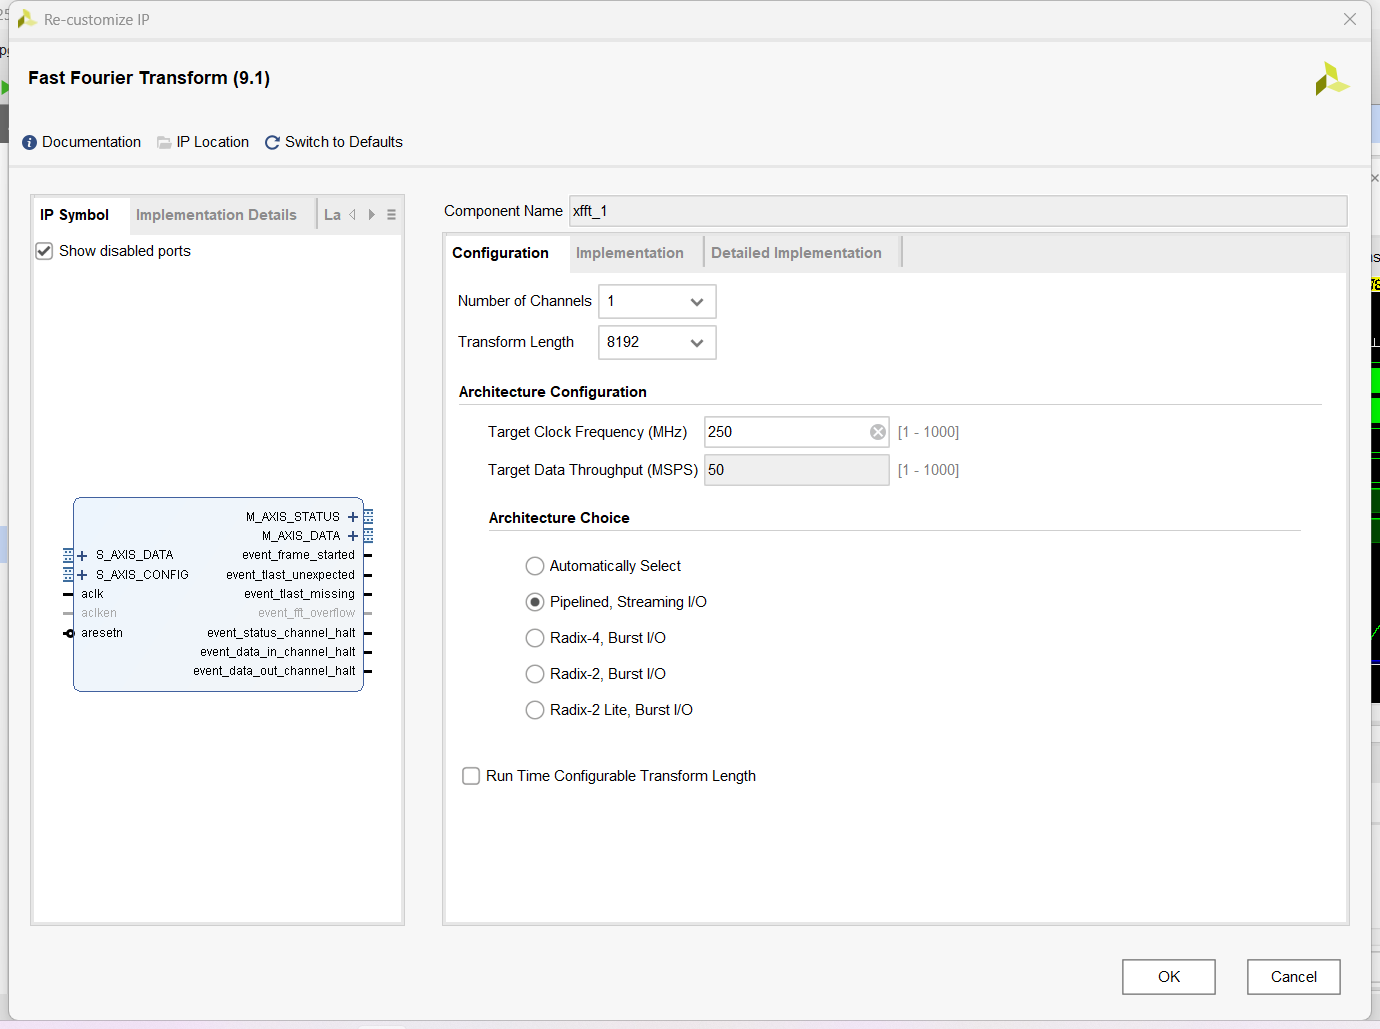 Re-customize IP
Fast Fourier Transform (9.1)
Documentation IP Location Switch to Defaults
IP Symbol Implementation Details La
Show disabled ports
M_AXIS_STATUS
M_AXIS_DATA
S_AXIS_DATA event_frame_started
S_AXIS_CONFIG event_tlast_unexpected
aclk event_tlast_missing
aclken event_fft_overflow
aresetn event_status_channel_halt
event_data_in_channel_halt
event_data_out_channel_halt
Component Name xfft_1
Configuration Implementation Detailed Implementation
Number of Channels 1
Transform Length 8192
Architecture Configuration
Target Clock Frequency (MHz) 250 [1 - 1000]
Target Data Throughput (MSPS) 50 [1 - 1000]
Architecture Choice
Automatically Select
Pipelined, Streaming I/O
Radix-4, Burst I/O
Radix-2, Burst I/O
Radix-2 Lite, Burst I/O
Run Time Configurable Transform Length
OK Cancel